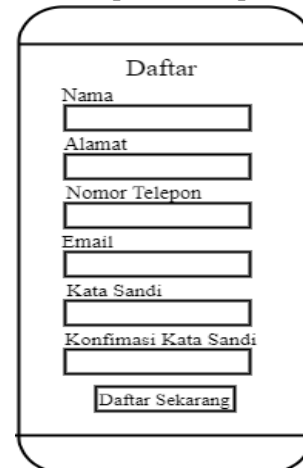 Daftar
Nama
Alamat
Nomor Telepon
Email
Kata Sandi
Konfimasi Kata Sandi
Daftar Sekarang